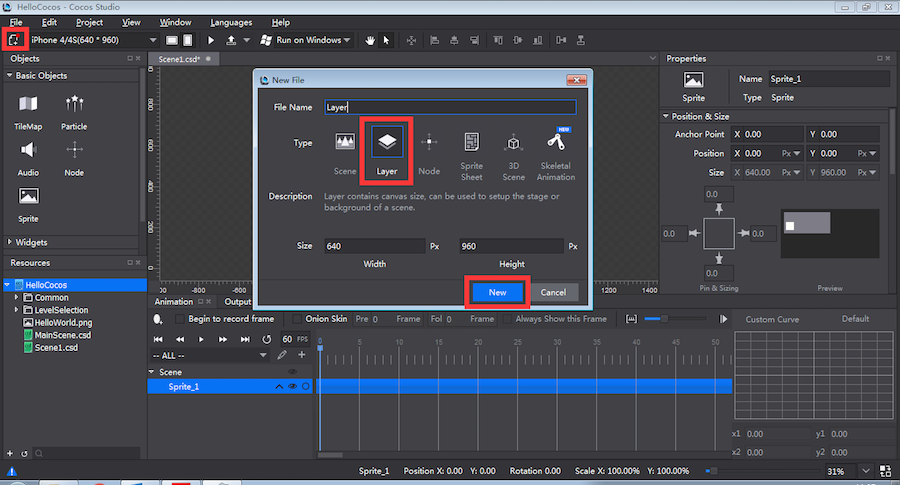 HelloCocos - Cocos Studio
File Edit Project View Window Languages Help
iPhone 4/4S(640 * 960) Run on Windows
Objects
Basic Objects
TileMap Particle
Audio Node
Sprite
Widgets
Resources
HelloCocos
Common
LevelSelection
HelloWorld.png
MainScene.csd
Scene1.csd
Scene1.csd*
800
600
400
200
0
-800 -600
1200 1400
New File
File Name Layer
Type
NEW
Scene Layer Node Sprite Sheet 3D Scene Skeletal Animation
Description Layer contains canvas size, can be used to setup the stage or
background of a scene.
Size 640 Px 960 Px
Width Height
New Cancel
Properties
Sprite
Name Sprite_1
Type Sprite
Position & Size
Anchor Point X 0.00 Y 0.00
Position X 0.00 Px Y 0.00 Px
Size X 640.00 Px Y 960.00 Px
0.0
0.0 0.0
0.0
Pin & Sizing Preview
Animation Output
Begin to record frame Onion Skin Pre 0 Frame Fol 0 Frame Always Show this Frame
60 FPS
0 5 10 15 20 25 30 35 40 45 50
-- ALL --
Scene
Sprite_1
Custom Curve Default
x1 0.00 y1 0.00
x2 0.00 y2 0.00
Sprite_1 Position X: 0.00 Y: 0.00 Rotation 0.00 Scale X: 100.00% Y: 100.00% 31%